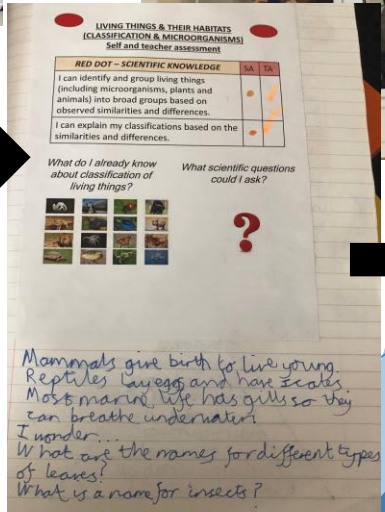 LIVING THINGS & THEIR HABITATS
(CLASSIFICATION & MICROORGANISMS)
Self and teacher assessment
RED DOT – SCIENTIFIC KNOWLEDGE SA TA
I can identify and group living things
(including microorganisms, plants and
animals) into broad groups based on
observed similarities and differences.
I can explain my classifications based on the
similarities and differences.
What do I already know
about classification of
living things?
What scientific questions
could I ask?
?
Mammals give birth to live young.
Reptiles lay eggs and have scales.
Most marine life has gills so they
can breathe underwater.
I wonder...
What are the names for different types
of leaves?
What is a name for insects?